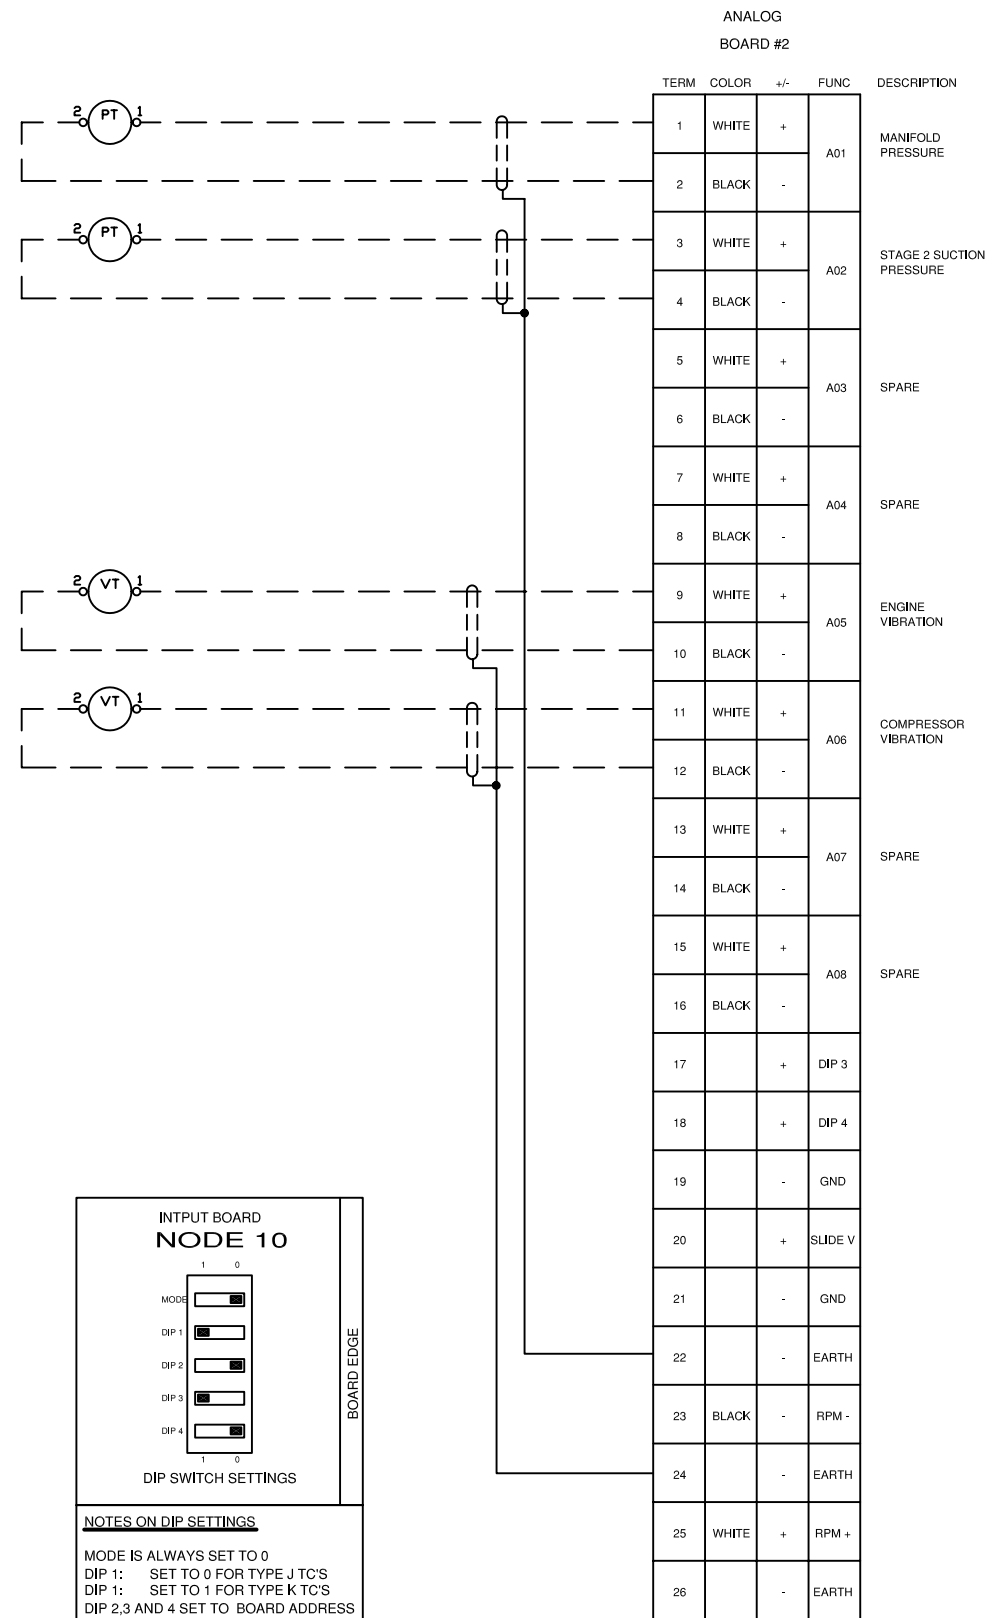 ANALOG
BOARD #2
TERM COLOR +/- FUNC DESCRIPTION
2 PT 1
1 WHITE +
A01
MANIFOLD
PRESSURE
2 BLACK -
2 PT 1
3 WHITE +
A02
STAGE 2 SUCTION
PRESSURE
4 BLACK -
5 WHITE +
A03 SPARE
6 BLACK -
7 WHITE +
A04 SPARE
8 BLACK -
2 VT 1
9 WHITE +
A05
ENGINE
VIBRATION
10 BLACK -
2 VT 1
11 WHITE +
A06
COMPRESSOR
VIBRATION
12 BLACK -
13 WHITE +
A07 SPARE
14 BLACK -
15 WHITE +
A08 SPARE
16 BLACK -
17 + DIP 3
18 + DIP 4
19 - GND
20 + SLIDE V
21 - GND
22 - EARTH
23 BLACK - RPM -
24 - EARTH
25 WHITE + RPM +
26 - EARTH
INTPUT BOARD
NODE 10
1 0
MODE
DIP 1
DIP 2
DIP 3
DIP 4
1 0
DIP SWITCH SETTINGS
BOARD EDGE
NOTES ON DIP SETTINGS
MODE IS ALWAYS SET TO 0
DIP 1: SET TO 0 FOR TYPE J TC'S
DIP 1: SET TO 1 FOR TYPE K TC'S
DIP 2,3 AND 4 SET TO BOARD ADDRESS